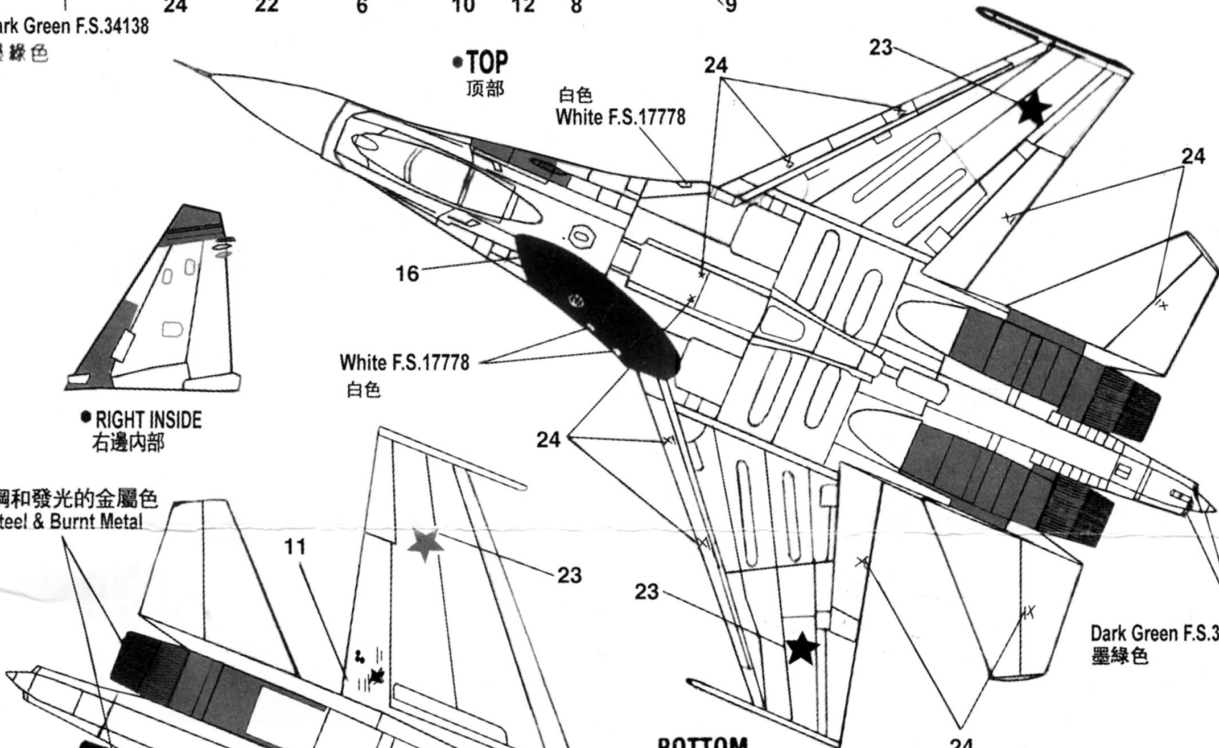 24 22 6 10 12 8 9
Green F.S.34138
綠色
• TOP
顶部
23
24
白色
White F.S.17778
24
16
White F.S.17778
白色
• RIGHT INSIDE
右邊内部
24
和發光的金屬色
teel & Burnt Metal
11
23
23
Dark Green F.S.3
墨綠色
BOTTOM
24